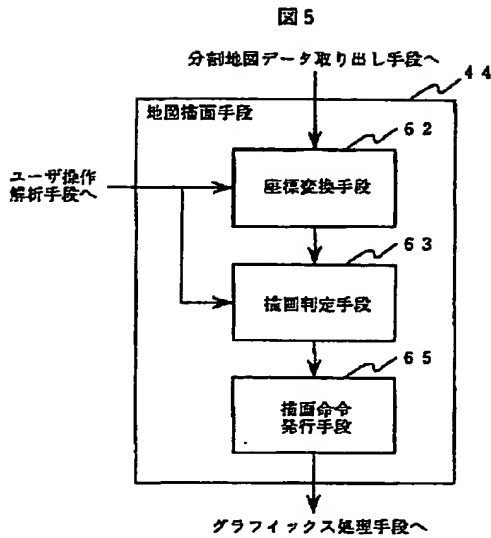 図5
分割地図データ取り出し手段へ
44
地図描画手段
62
ユーザ操作
解析手段へ
座標変換手段
63
描画判定手段
65
描画命令
発行手段
グラフィックス処理手段へ